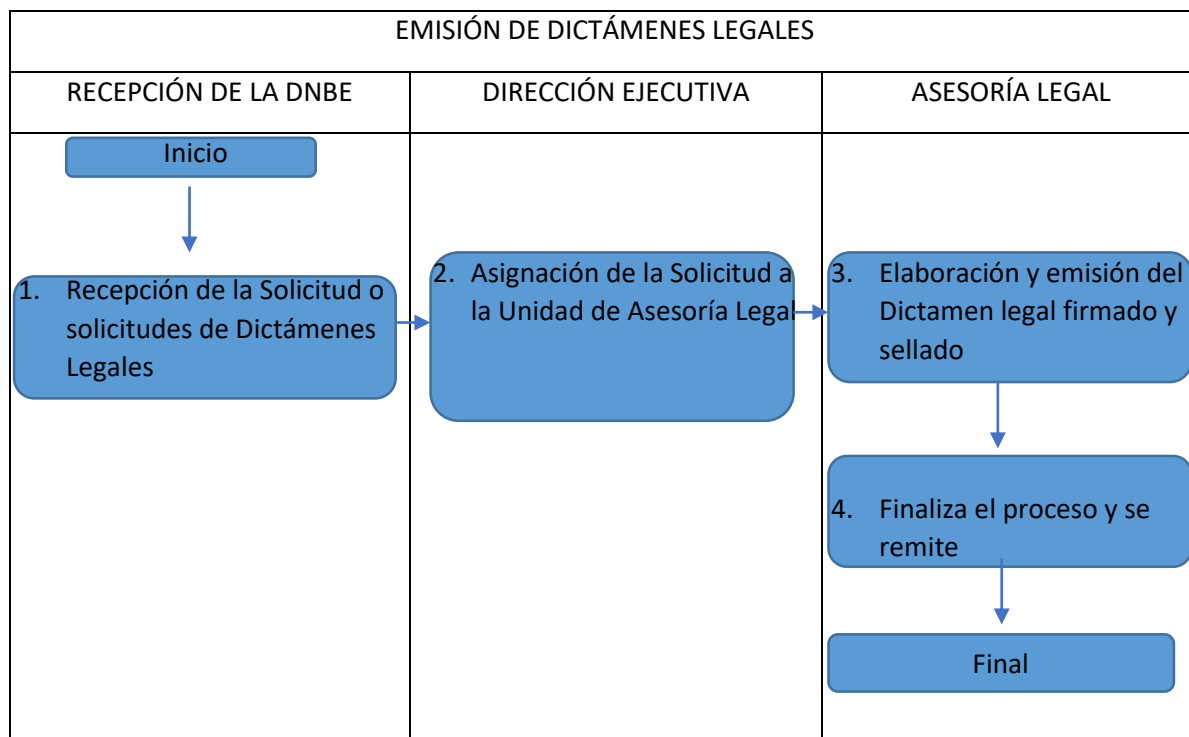 EMISIÓN DE DICTÁMENES LEGALES
RECEPCIÓN DE LA DNBE
DIRECCIÓN EJECUTIVA
ASESORÍA LEGAL
Inicio
1. Recepción de la Solicitud o
solicitudes de Dictámenes
Legales
2. Asignación de la Solicitud a
la Unidad de Asesoría Legal
3. Elaboración y emisión del
Dictamen legal firmado y
sellado
4. Finaliza el proceso y se
remite
Final